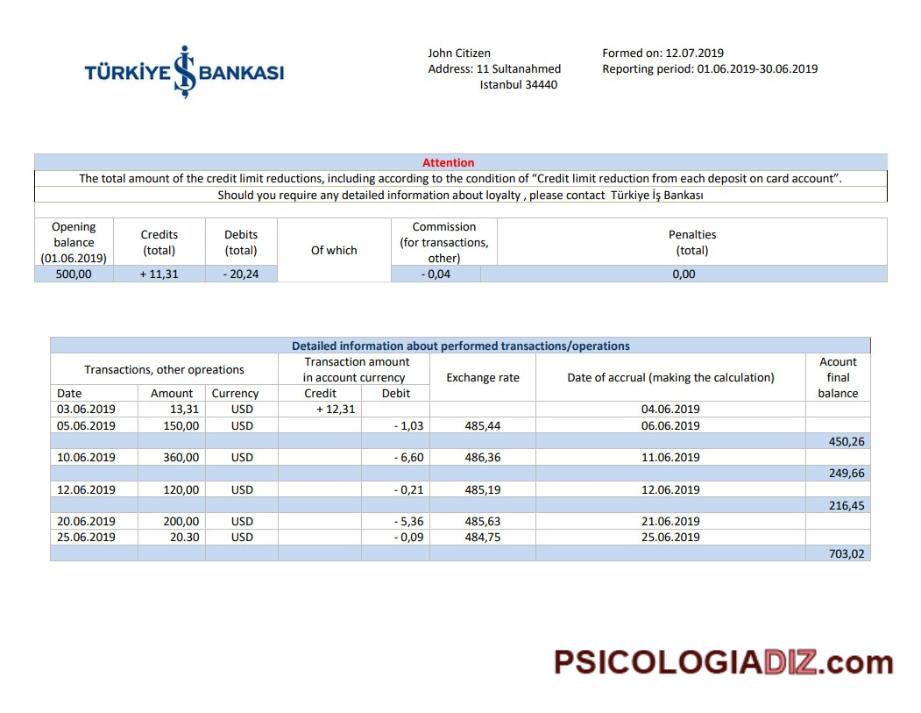 TÜRKİYE İŞ BANKASI
John Citizen
Address: 11 Sultanahmed
Istanbul 34440
Formed on: 12.07.2019
Reporting period: 01.06.2019-30.06.2019
Attention
The total amount of the credit limit reductions, including according to the condition of “Credit limit reduction from each deposit on card account”.
Should you require any detailed information about loyalty , please contact Türkiye İş Bankası
Opening balance (01.06.2019) Credits (total) Debits (total) Of which Commission (for transactions, other) Penalties (total)
500,00 + 11,31 - 20,24 - 0,04 0,00
Detailed information about performed transactions/operations
Transactions, other opreations Transaction amount in account currency Exchange rate Date of accrual (making the calculation) Acount final balance
Date Amount Currency Credit Debit
03.06.2019 13,31 USD + 12,31 04.06.2019
05.06.2019 150,00 USD - 1,03 485,44 06.06.2019
450,26
10.06.2019 360,00 USD - 6,60 486,36 11.06.2019
249,66
12.06.2019 120,00 USD - 0,21 485,19 12.06.2019
216,45
20.06.2019 200,00 USD - 5,36 485,63 21.06.2019
25.06.2019 20.30 USD - 0,09 484,75 25.06.2019
703,02
PSICOLOGIADIZ.com